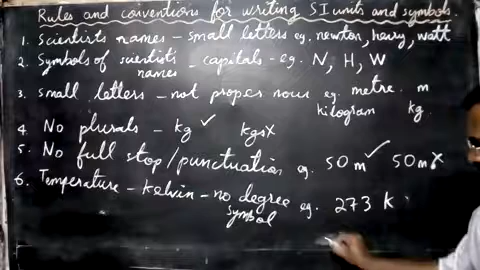 Rules and conventions for writing SI units and symbols.
1. Scientists names - small letters eg. newton, henry, watt
2. Symbols of scientists names - capitals - eg. N, H, W
3. small letters - not proper noun eg. metre. m
kilogram kg.
4. No plurals - kg ✓ kgs X
5. No full stop/punctuation eg. 50 m ✓ 50 m. X
6. Temperature - kelvin - no degree symbol eg. 273 K